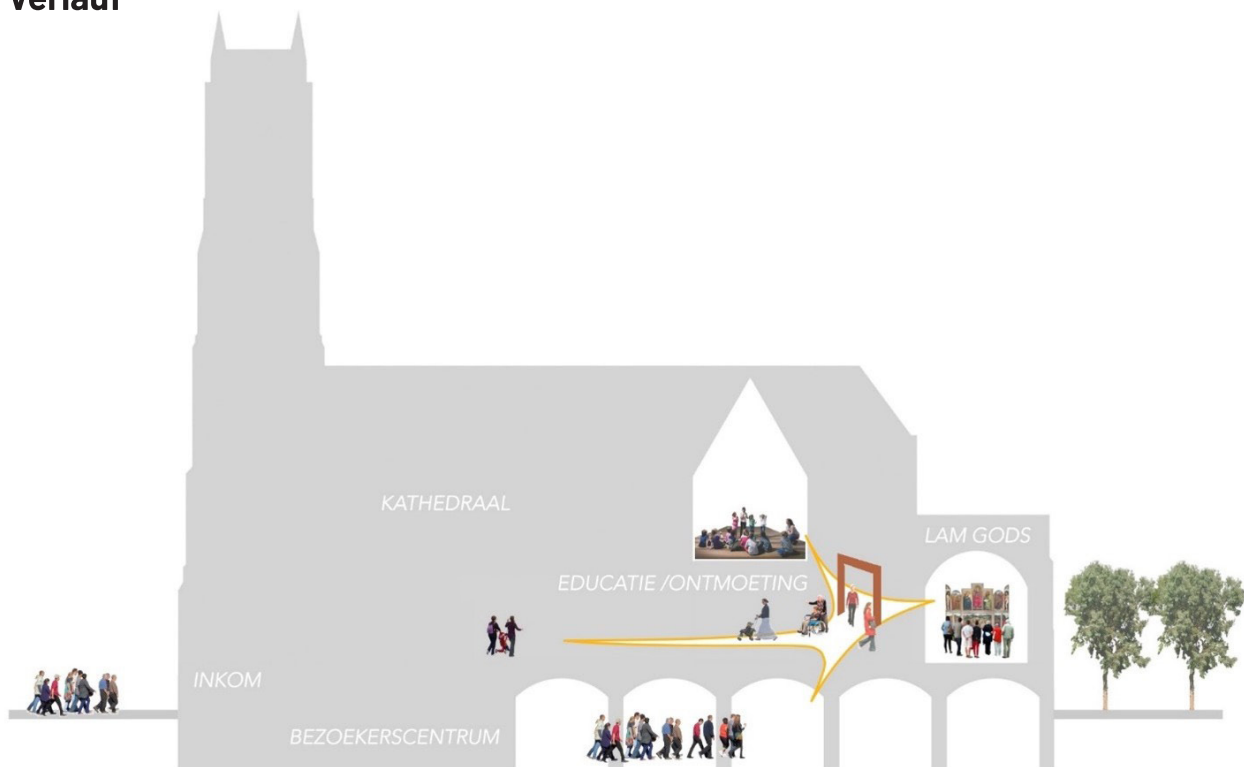 Verlauf
KATHEDRAAL
LAM GODS
EDUCATIE /ONTMOETING
INKOM
BEZOEKERSCENTRUM